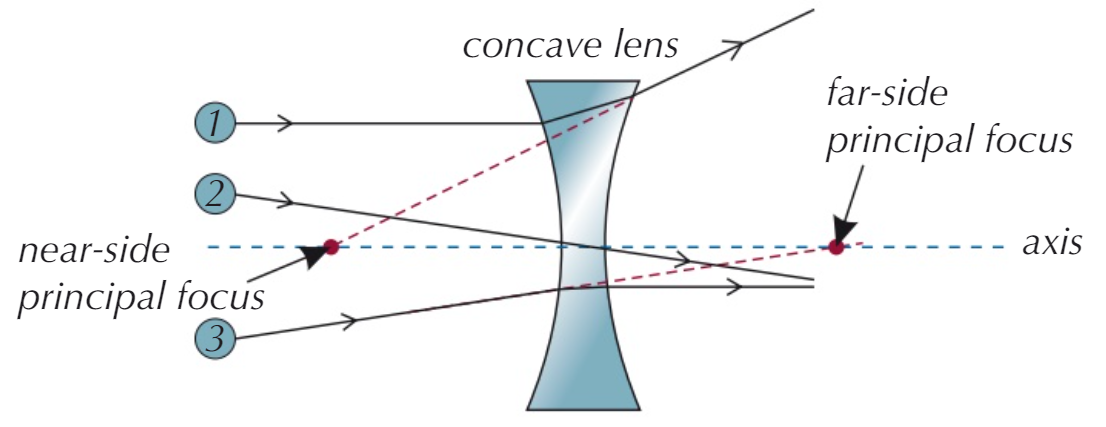 concave lens
far-side
principal focus
1
2
near-side
principal focus
axis
3